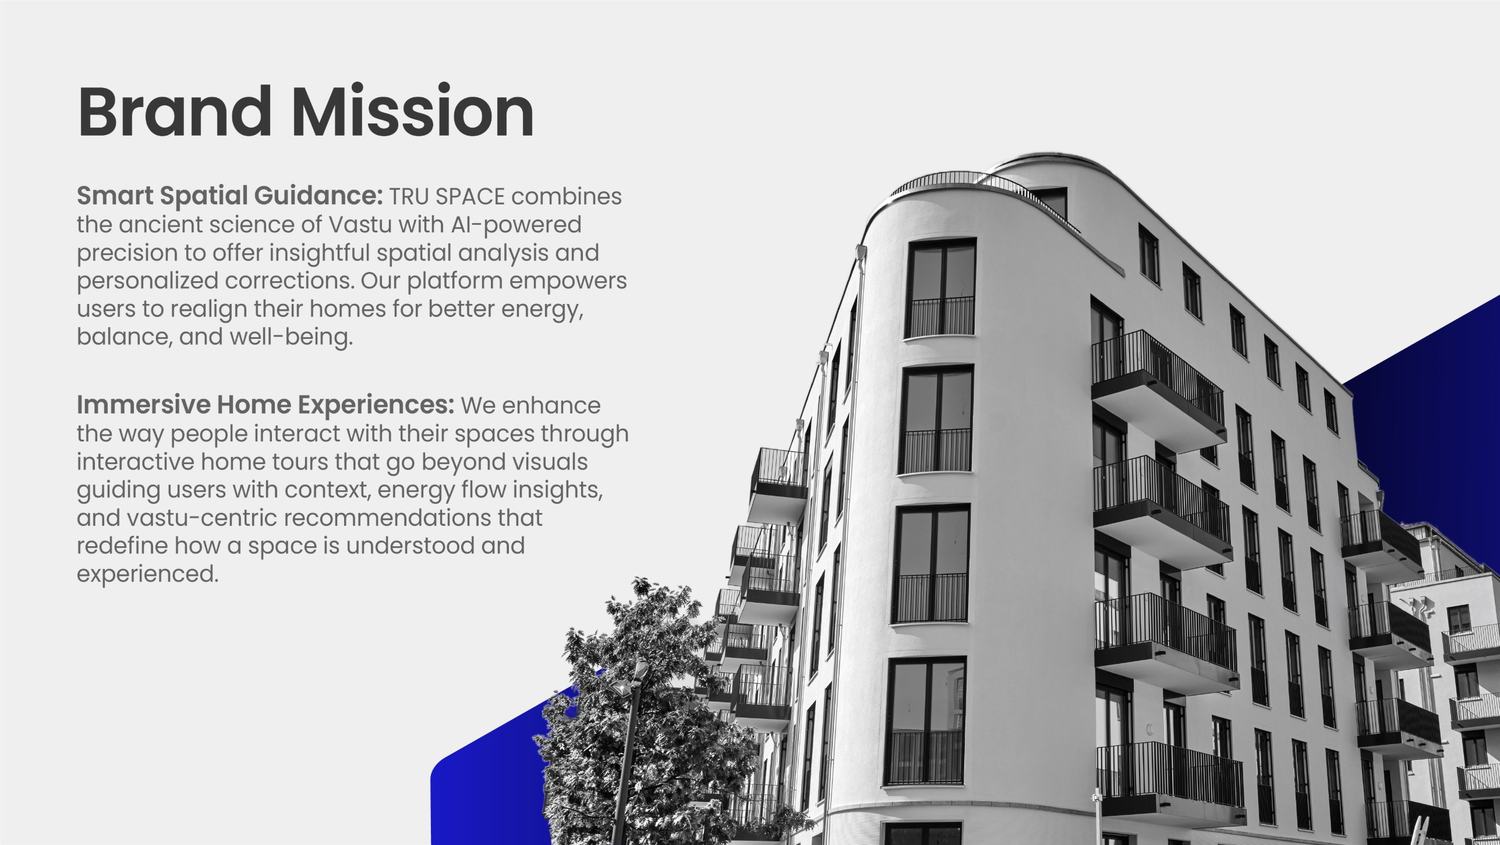 Brand Mission
Smart Spatial Guidance: TRU SPACE combines
the ancient science of Vastu with AI-powered
precision to offer insightful spatial analysis and
personalized corrections. Our platform empowers
users to realign their homes for better energy,
balance, and well-being.
Immersive Home Experiences: We enhance
the way people interact with their spaces through
interactive home tours that go beyond visuals
guiding users with context, energy flow insights,
and vastu-centric recommendations that
redefine how a space is understood and
experienced.